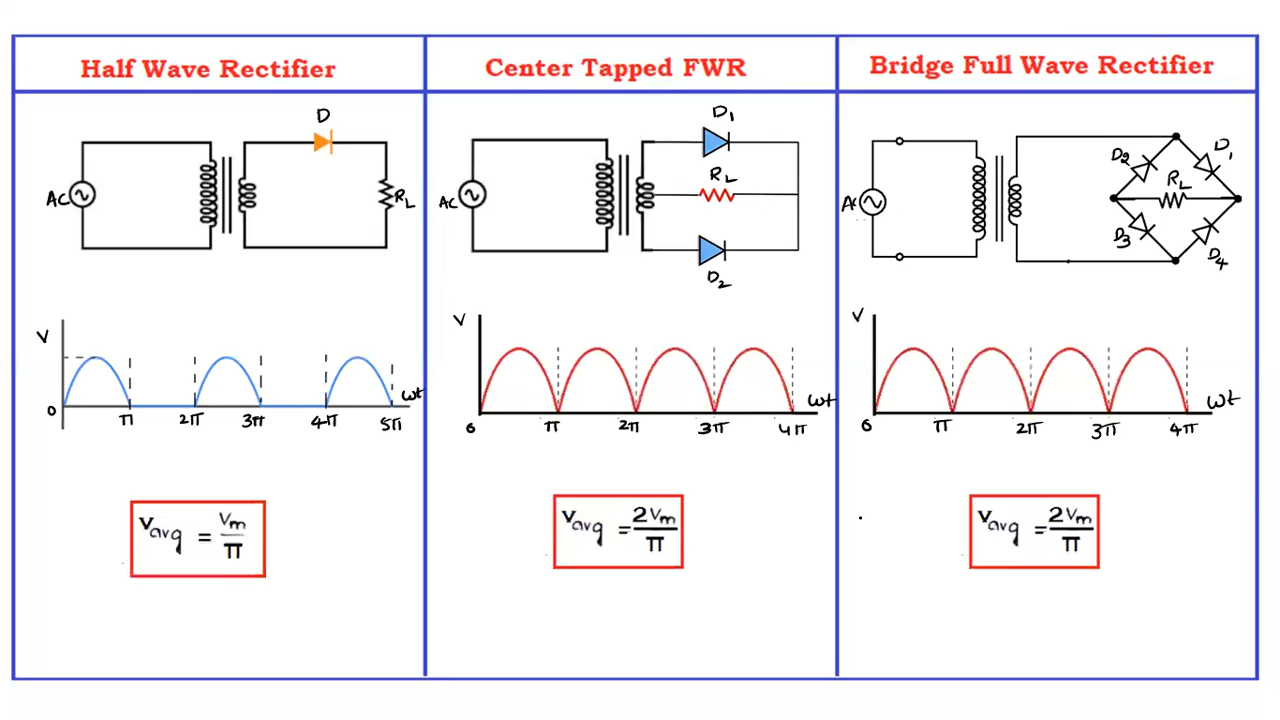 Half Wave Rectifier
D
AC
RL
V
0
π
2π
3π
4π
5π
ωt
Vavg = Vm/π
Center Tapped FWR
D1
RL
AC
D2
V
6
π
2π
3π
4π
ωt
Vavg = 2Vm/π
Bridge Full Wave Rectifier
D2
D1
RL
AC
D3
D4
V
6
π
2π
3π
4π
ωt
Vavg = 2Vm/π